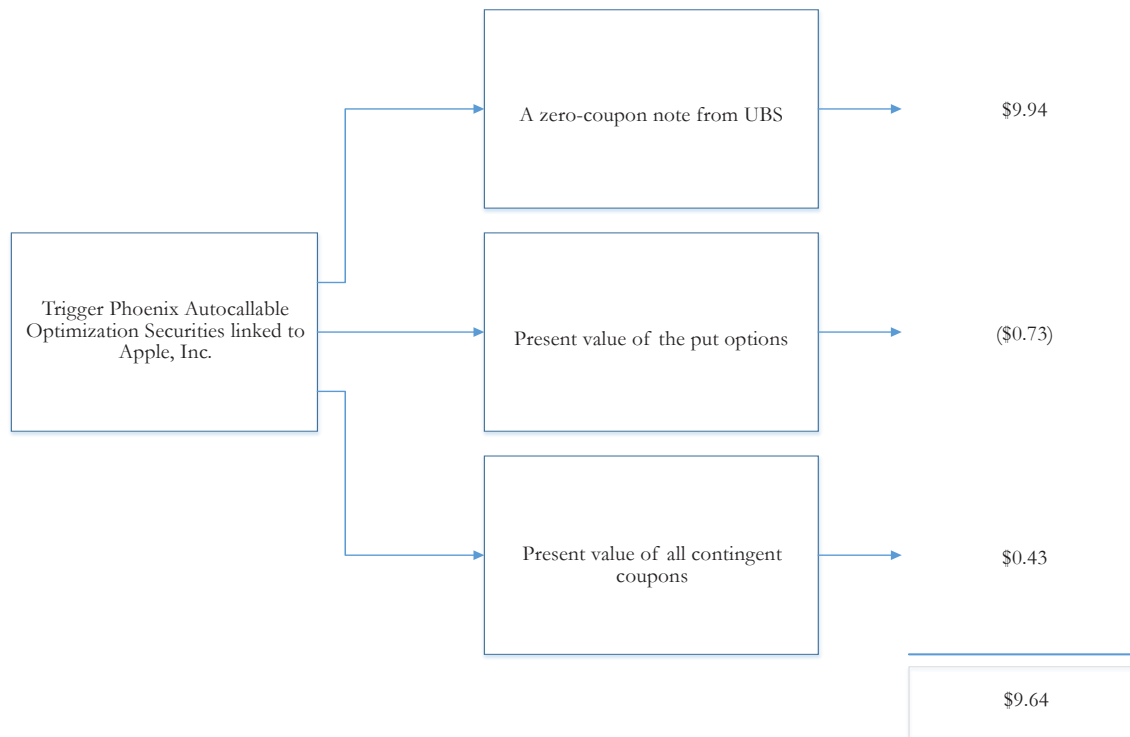 A zero-coupon note from UBS
$9.94
Trigger Phoenix Autocallable
Optimization Securities linked to
Apple, Inc.
Present value of the put options
($0.73)
Present value of all contingent
coupons
$0.43
$9.64